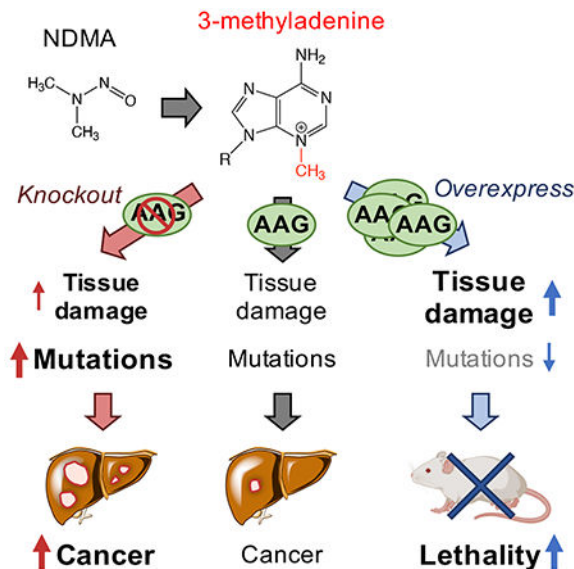 3-methyladenine
NDMA
NH₂
H₃C
N
N
O
CH₃
N
N
N
N
⊕
R
CH₃
Knockout
Overexpress
AAG
AAG
AAG
AAG
Tissue
damage
Tissue
damage
Tissue
damage
Mutations
Mutations
Mutations
Cancer
Cancer
Lethality